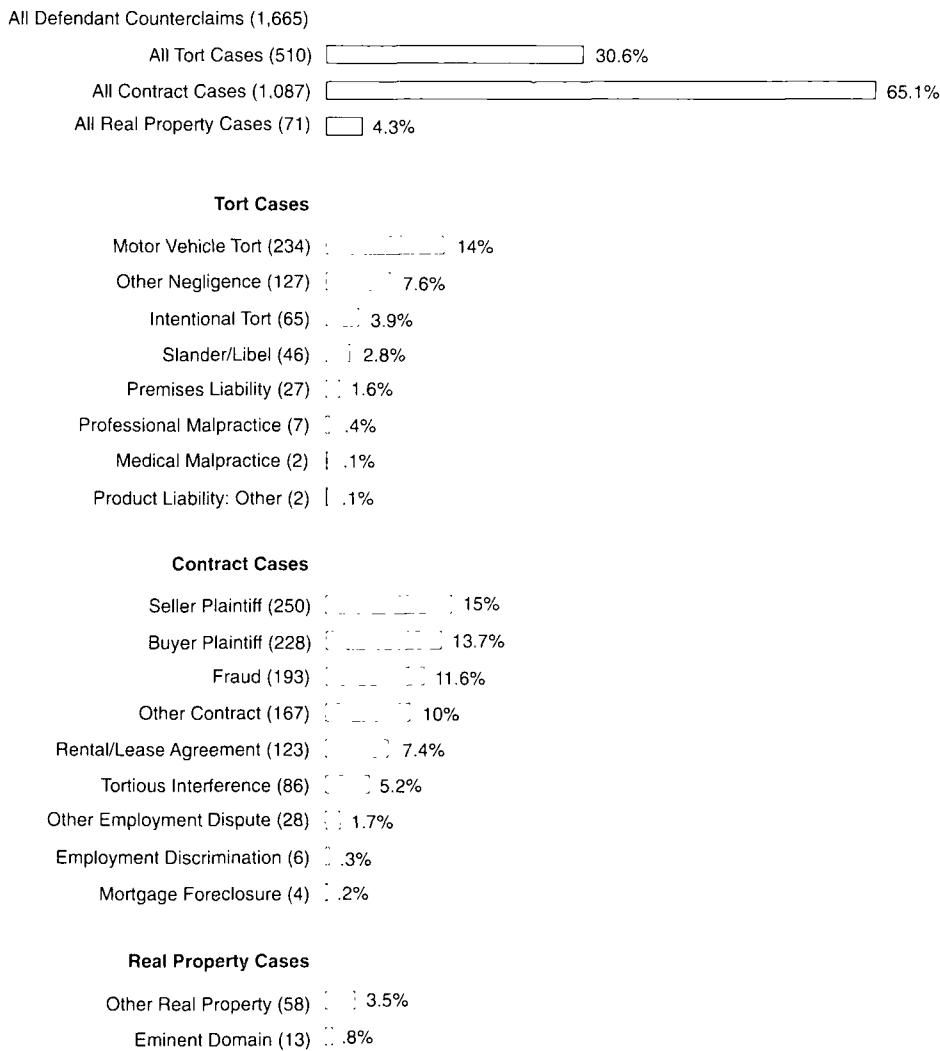 All Defendant Counterclaims (1,665)
All Tort Cases (510) 30.6%
All Contract Cases (1,087) 65.1%
All Real Property Cases (71) 4.3%
Tort Cases
Motor Vehicle Tort (234) 14%
Other Negligence (127) 7.6%
Intentional Tort (65) 3.9%
Slander/Libel (46) 2.8%
Premises Liability (27) 1.6%
Professional Malpractice (7) .4%
Medical Malpractice (2) .1%
Product Liability: Other (2) .1%
Contract Cases
Seller Plaintiff (250) 15%
Buyer Plaintiff (228) 13.7%
Fraud (193) 11.6%
Other Contract (167) 10%
Rental/Lease Agreement (123) 7.4%
Tortious Interference (86) 5.2%
Other Employment Dispute (28) 1.7%
Employment Discrimination (6) .3%
Mortgage Foreclosure (4) .2%
Real Property Cases
Other Real Property (58) 3.5%
Eminent Domain (13) .8%